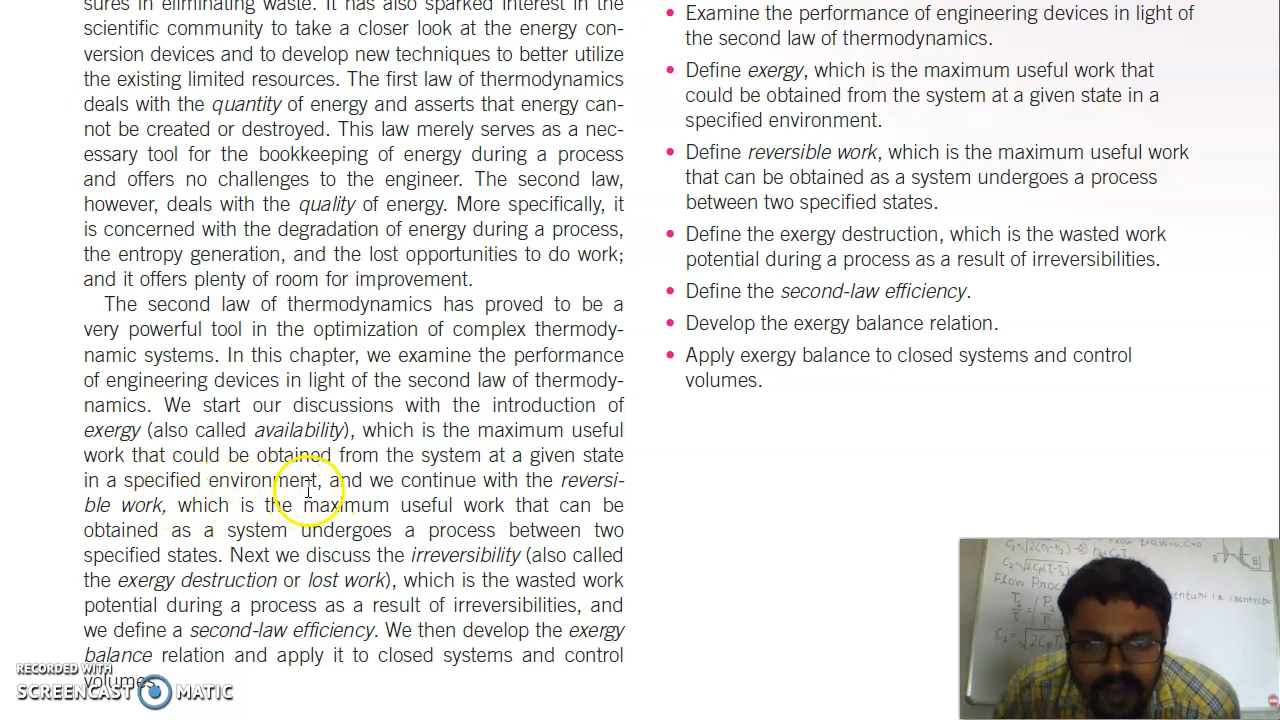 sures in eliminating waste. It has also sparked interest in the
scientific community to take a closer look at the energy con-
version devices and to develop new techniques to better utilize
the existing limited resources. The first law of thermodynamics
deals with the quantity of energy and asserts that energy can-
not be created or destroyed. This law merely serves as a nec-
essary tool for the bookkeeping of energy during a process
and offers no challenges to the engineer. The second law,
however, deals with the quality of energy. More specifically, it
is concerned with the degradation of energy during a process,
the entropy generation, and the lost opportunities to do work;
and it offers plenty of room for improvement.
The second law of thermodynamics has proved to be a
very powerful tool in the optimization of complex thermody-
namic systems. In this chapter, we examine the performance
of engineering devices in light of the second law of thermody-
namics. We start our discussions with the introduction of
exergy (also called availability), which is the maximum useful
work that could be obtained from the system at a given state
in a specified environment, and we continue with the reversi-
ble work, which is the maximum useful work that can be
obtained as a system undergoes a process between two
specified states. Next we discuss the irreversibility (also called
the exergy destruction or lost work), which is the wasted work
potential during a process as a result of irreversibilities, and
we define a second-law efficiency. We then develop the exergy
balance relation and apply it to closed systems and control
volumes.
• Examine the performance of engineering devices in light of
the second law of thermodynamics.
• Define exergy, which is the maximum useful work that
could be obtained from the system at a given state in a
specified environment.
• Define reversible work, which is the maximum useful work
that can be obtained as a system undergoes a process
between two specified states.
• Define the exergy destruction, which is the wasted work
potential during a process as a result of irreversibilities.
• Define the second-law efficiency.
• Develop the exergy balance relation.
• Apply exergy balance to closed systems and control
volumes.
Flow
is isentropic
RECORDED WITH
SCREENCAST MATIC